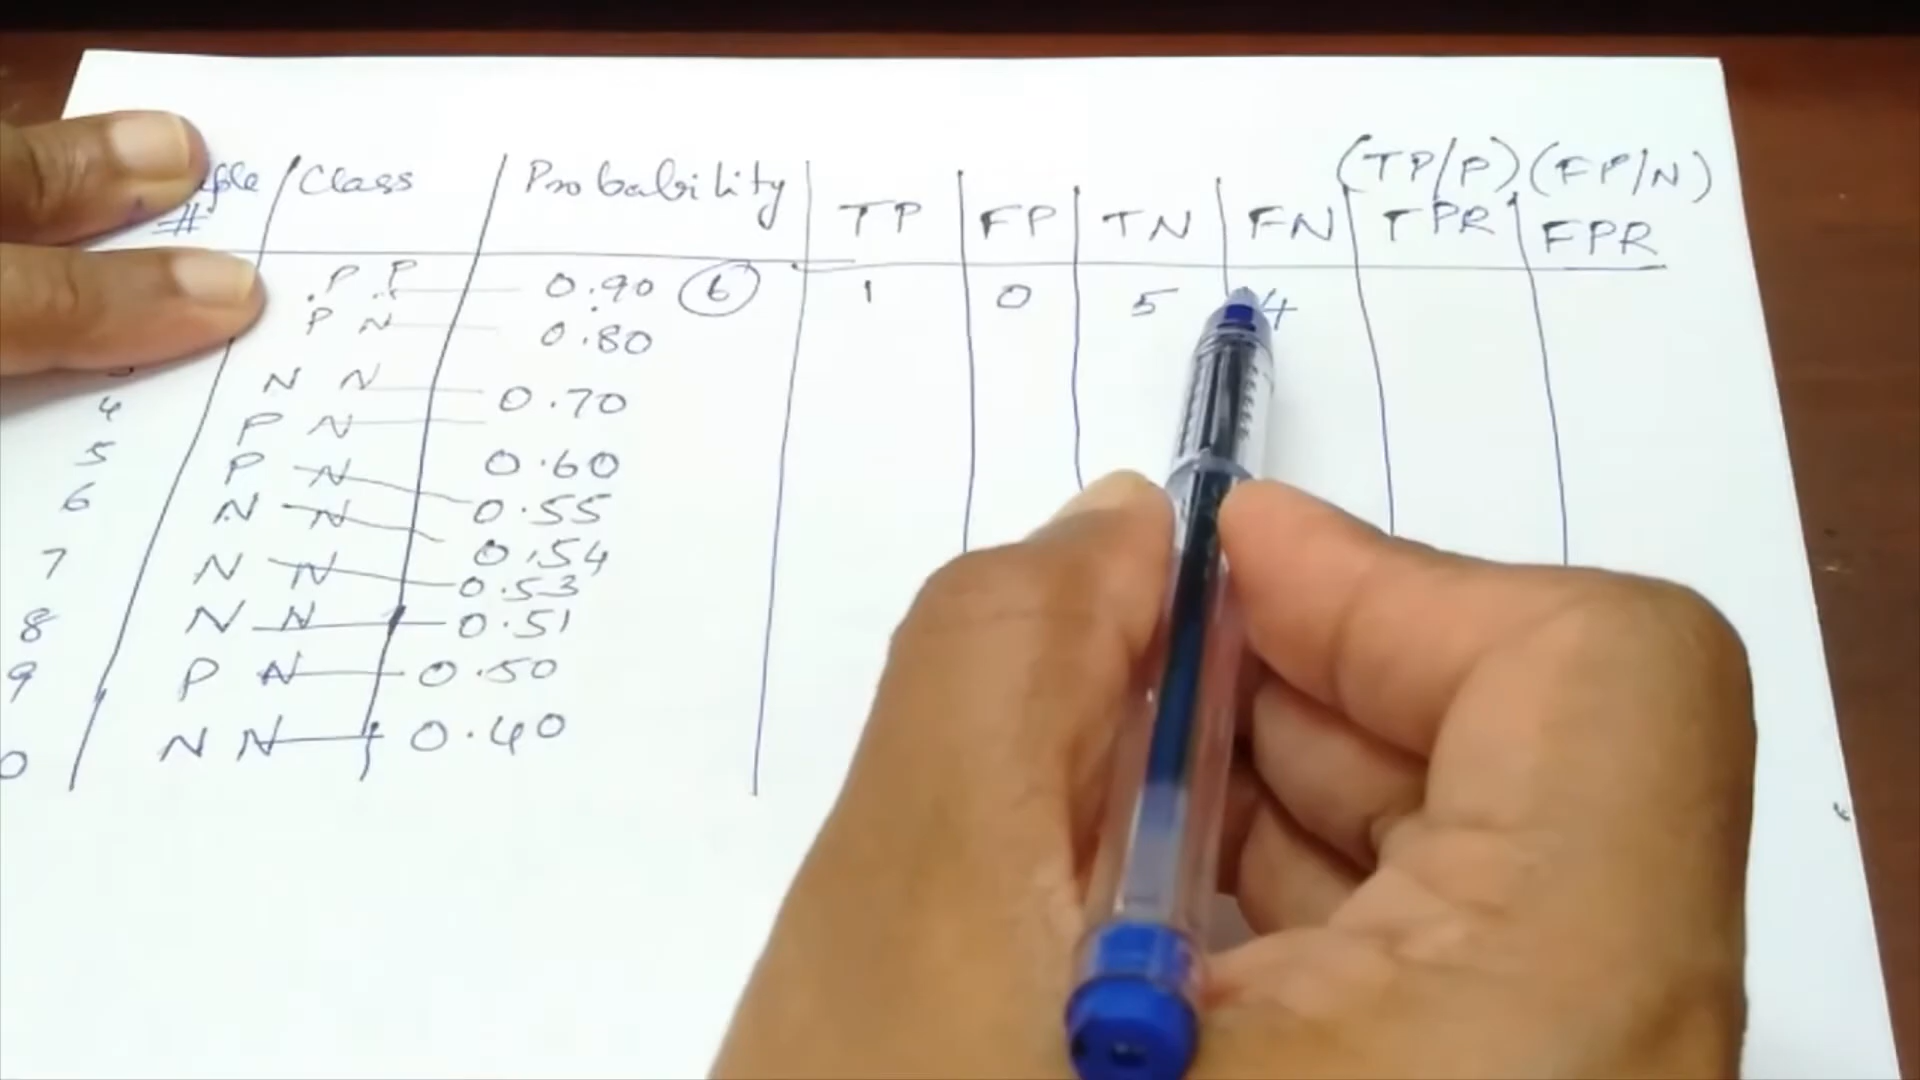 (TP/P) (FP/N)
Class Probability TP FP TN FN TPR FPR
#
P P 0.90 6 1 0 5 4
P N 0.80
N N 0.70
4 P N 0.60
5 P N 0.55
6 N N 0.54
7 N N 0.53
8 N N 0.51
9 P N 0.50
0 N N 0.40